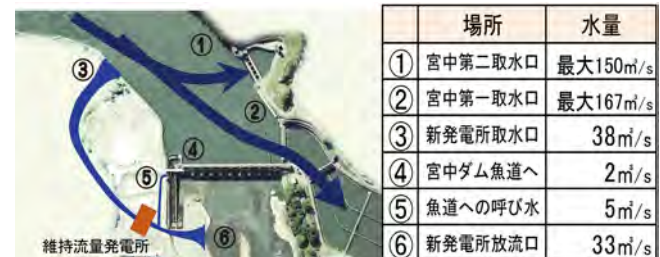 ①
②
③
④
⑤
⑥
維持流量発電所
場所 水量
① 宮中第二取水口 最大150㎥/s
② 宮中第一取水口 最大167㎥/s
③ 新発電所取水口 38㎥/s
④ 宮中ダム魚道へ 2㎥/s
⑤ 魚道への呼び水 5㎥/s
⑥ 新発電所放流口 33㎥/s